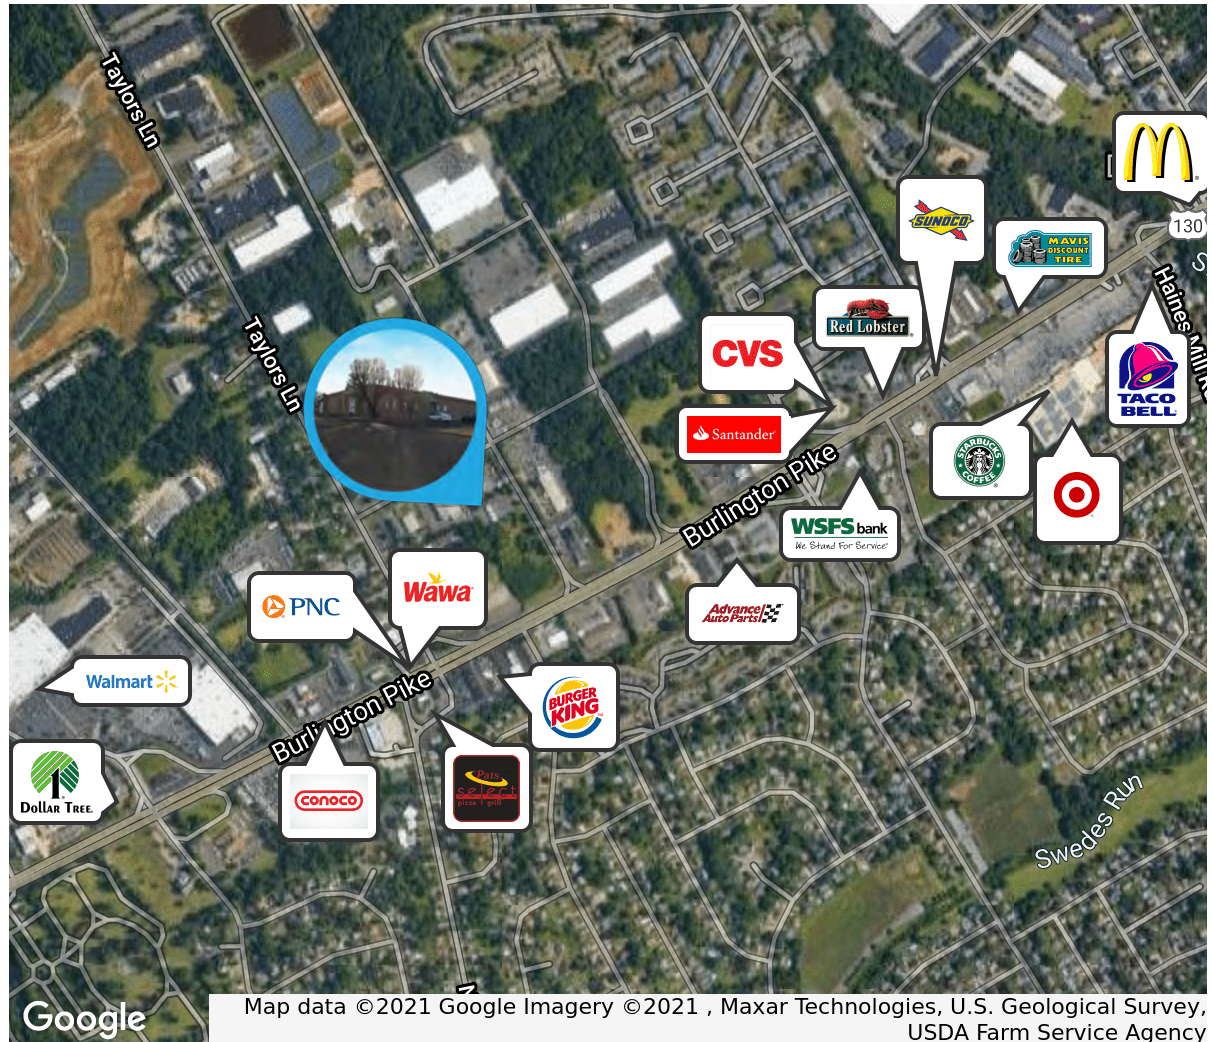 Taylors Ln
130
SUNOCO
MAVIS
DISCOUNT
TIRE
Red Lobster
CVS
Taylors Ln
TACO
BELL
Santander
STARBUCKS
COFFEE
Burlington Pike
WSFS bank
We Stand For Service
Wawa
PNC
Advance
Auto Parts
Walmart
BURGER
KING
Burlington Pike
1
DOLLAR TREE
conoco
Pats
select
pizza | grill
Swedes Run
Google
Map data ©2021 Google Imagery ©2021 , Maxar Technologies, U.S. Geological Survey,
USDA Farm Service Agency